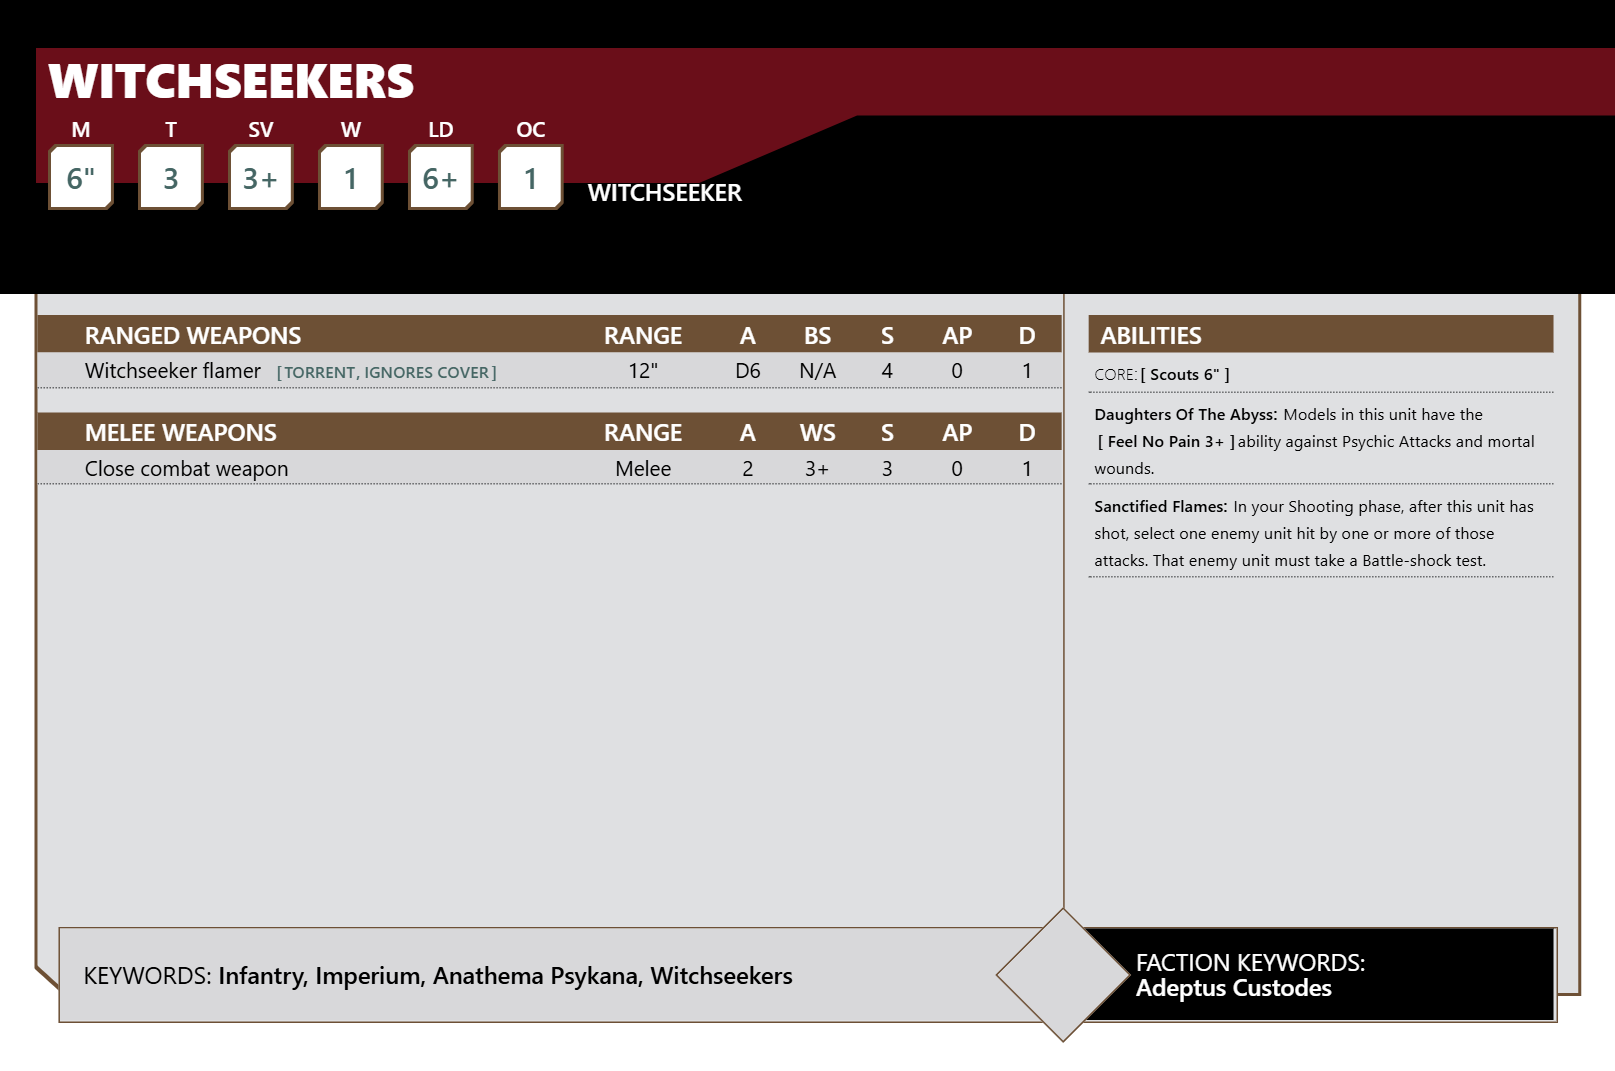 WITCHSEEKERS
M T SV W LD OC
6" 3 3+ 1 6+ 1 WITCHSEEKER
RANGED WEAPONS RANGE A BS S AP D
Witchseeker flamer [TORRENT, IGNORES COVER] 12" D6 N/A 4 0 1
MELEE WEAPONS RANGE A WS S AP D
Close combat weapon Melee 2 3+ 3 0 1
ABILITIES
CORE: [ Scouts 6" ]
Daughters Of The Abyss: Models in this unit have the
[ Feel No Pain 3+ ] ability against Psychic Attacks and mortal
wounds.
Sanctified Flames: In your Shooting phase, after this unit has
shot, select one enemy unit hit by one or more of those
attacks. That enemy unit must take a Battle-shock test.
KEYWORDS: Infantry, Imperium, Anathema Psykana, Witchseekers
FACTION KEYWORDS:
Adeptus Custodes